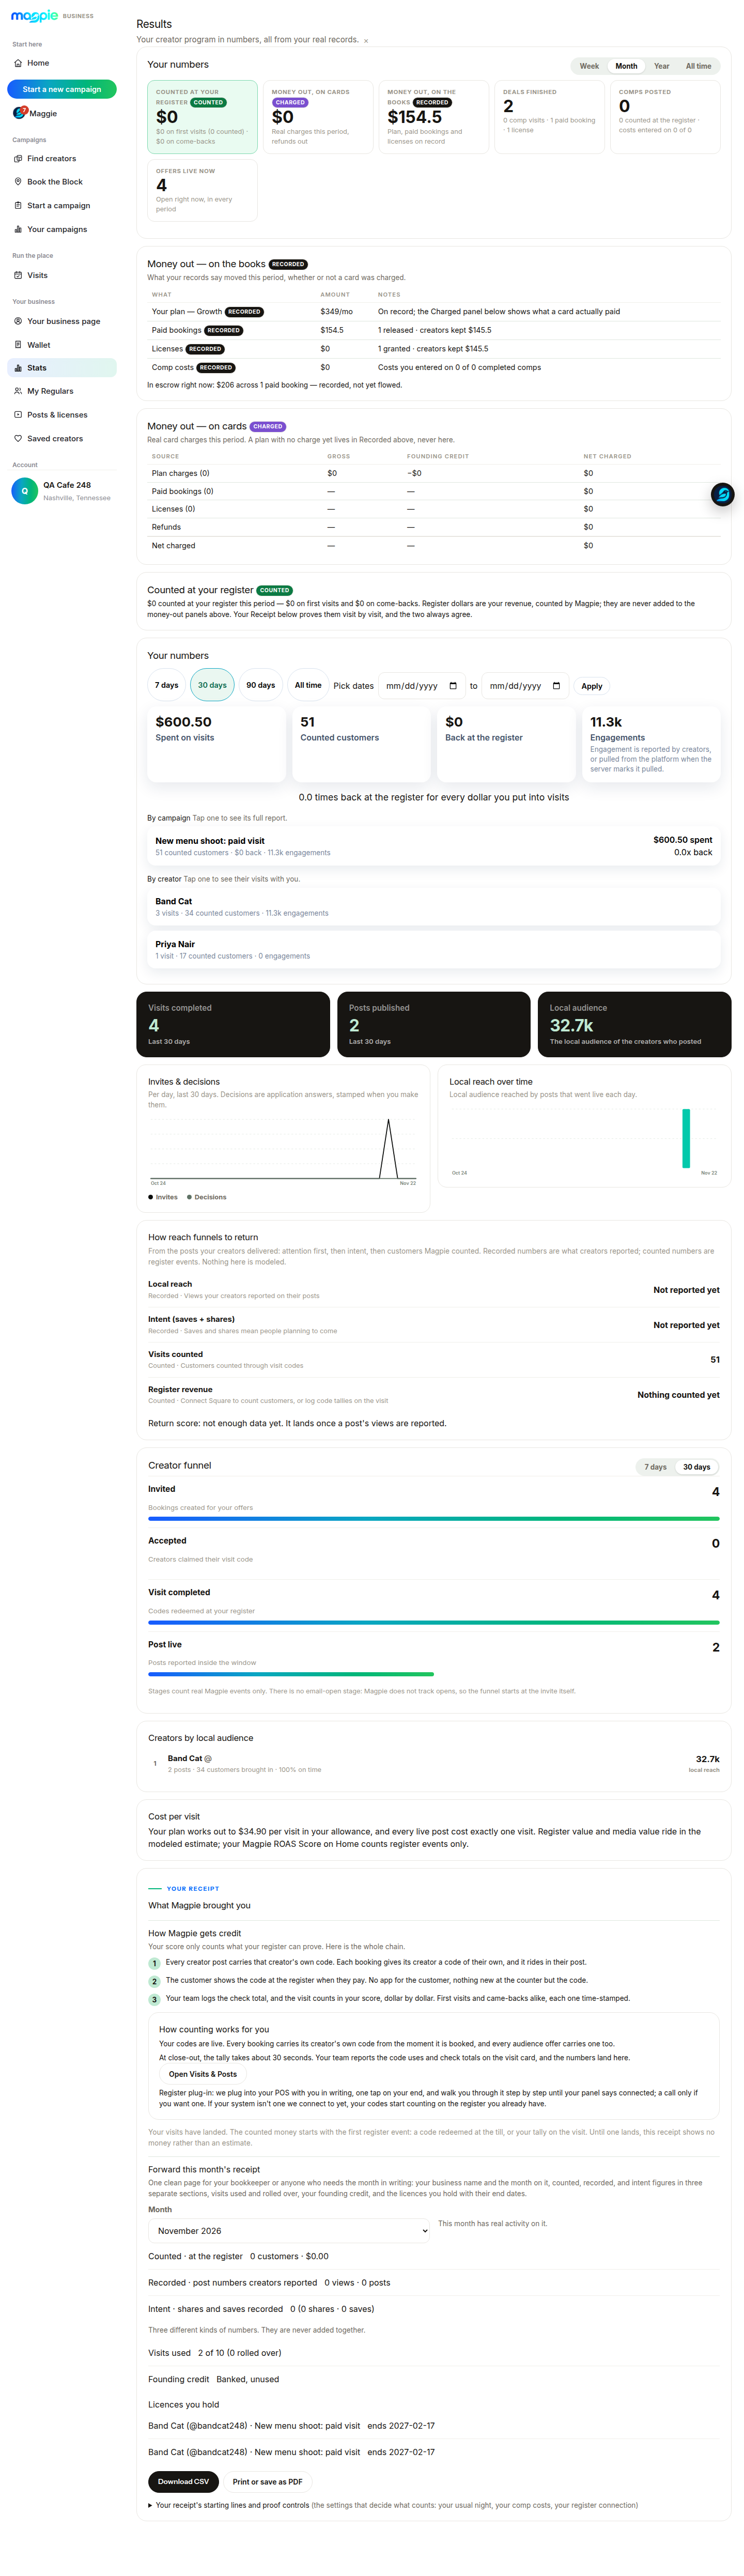 magpie BUSINESS
Start here
Home
Start a new campaign
7
Maggie
Campaigns
Find creators
Book the Block
Start a campaign
Your campaigns
Run the place
Visits
Your business
Your business page
Wallet
Stats
My Regulars
Posts & licenses
Saved creators
Account
Q
QA Cafe 248
Nashville, Tennessee
Results
Your creator program in numbers, all from your real records. ×
Your numbers
Week Month Year All time
COUNTED AT YOUR
REGISTER COUNTED
$0
$0 on first visits (0 counted) ·
$0 on come-backs
MONEY OUT, ON CARDS
CHARGED
$0
Real charges this period,
refunds out
MONEY OUT, ON THE
BOOKS RECORDED
$154.5
Plan, paid bookings and
licenses on record
DEALS FINISHED
2
0 comp visits · 1 paid booking
· 1 license
COMPS POSTED
0
0 counted at the register ·
costs entered on 0 of 0
OFFERS LIVE NOW
4
Open right now, in every
period
Money out — on the books RECORDED
What your records say moved this period, whether or not a card was charged.
WHAT AMOUNT NOTES
Your plan — Growth RECORDED $349/mo On record; the Charged panel below shows what a card actually paid
Paid bookings RECORDED $154.5 1 released · creators kept $145.5
Licenses RECORDED $0 1 granted · creators kept $145.5
Comp costs RECORDED $0 Costs you entered on 0 of 0 completed comps
In escrow right now: $206 across 1 paid booking — recorded, not yet flowed.
Money out — on cards CHARGED
Real card charges this period. A plan with no charge yet lives in Recorded above, never here.
SOURCE GROSS FOUNDING CREDIT NET CHARGED
Plan charges (0) $0 −$0 $0
Paid bookings (0) — — $0
Licenses (0) — — $0
Refunds — — $0
Net charged — — $0
Counted at your register COUNTED
$0 counted at your register this period — $0 on first visits and $0 on come-backs. Register dollars are your revenue, counted by Magpie; they are never added to the
money-out panels above. Your Receipt below proves them visit by visit, and the two always agree.
Your numbers
7 days 30 days 90 days All time Pick dates mm/dd/yyyy to mm/dd/yyyy Apply
$600.50
Spent on visits
51
Counted customers
$0
Back at the register
11.3k
Engagements
Engagement is reported by creators,
or pulled from the platform when the
server marks it pulled.
0.0 times back at the register for every dollar you put into visits
By campaign Tap one to see its full report.
New menu shoot: paid visit
51 counted customers · $0 back · 11.3k engagements
$600.50 spent
0.0x back
By creator Tap one to see their visits with you.
Band Cat
3 visits · 34 counted customers · 11.3k engagements
Priya Nair
1 visit · 17 counted customers · 0 engagements
Visits completed
4
Last 30 days
Posts published
2
Last 30 days
Local audience
32.7k
The local audience of the creators who posted
Invites & decisions
Per day, last 30 days. Decisions are application answers, stamped when you make
them.
Oct 24 Nov 22
Invites Decisions
Local reach over time
Local audience reached by posts that went live each day.
Oct 24 Nov 22
How reach funnels to return
From the posts your creators delivered: attention first, then intent, then customers Magpie counted. Recorded numbers are what creators reported; counted numbers are
register events. Nothing here is modeled.
Local reach
Recorded · Views your creators reported on their posts
Not reported yet
Intent (saves + shares)
Recorded · Saves and shares mean people planning to come
Not reported yet
Visits counted
Counted · Customers counted through visit codes
51
Register revenue
Counted · Connect Square to count customers, or log code tallies on the visit
Nothing counted yet
Return score: not enough data yet. It lands once a post's views are reported.
Creator funnel
7 days 30 days
Invited 4
Bookings created for your offers
Accepted 0
Creators claimed their visit code
Visit completed 4
Codes redeemed at your register
Post live 2
Posts reported inside the window
Stages count real Magpie events only. There is no email-open stage: Magpie does not track opens, so the funnel starts at the invite itself.
Creators by local audience
1
Band Cat @
2 posts · 34 customers brought in · 100% on time
32.7k
local reach
Cost per visit
Your plan works out to $34.90 per visit in your allowance, and every live post cost exactly one visit. Register value and media value ride in the
modeled estimate; your Magpie ROAS Score on Home counts register events only.
YOUR RECEIPT
What Magpie brought you
How Magpie gets credit
Your score only counts what your register can prove. Here is the whole chain.
1 Every creator post carries that creator's own code. Each booking gives its creator a code of their own, and it rides in their post.
2 The customer shows the code at the register when they pay. No app for the customer, nothing new at the counter but the code.
3 Your team logs the check total, and the visit counts in your score, dollar by dollar. First visits and came-backs alike, each one time-stamped.
How counting works for you
Your codes are live. Every booking carries its creator's own code from the moment it is booked, and every audience offer carries one too.
At close-out, the tally takes about 30 seconds. Your team reports the code uses and check totals on the visit card, and the numbers land here.
Open Visits & Posts
Register plug-in: we plug into your POS with you in writing, one tap on your end, and walk you through it step by step until your panel says connected; a call only if
you want one. If your system isn't one we connect to yet, your codes start counting on the register you already have.
Your visits have landed. The counted money starts with the first register event: a code redeemed at the till, or your tally on the visit. Until one lands, this receipt shows no
money rather than an estimate.
Forward this month's receipt
One clean page for your bookkeeper or anyone who needs the month in writing: your business name and the month on it, counted, recorded, and intent figures in three
separate sections, visits used and rolled over, your founding credit, and the licences you hold with their end dates.
Month
November 2026
This month has real activity on it.
Counted · at the register 0 customers · $0.00
Recorded · post numbers creators reported 0 views · 0 posts
Intent · shares and saves recorded 0 (0 shares · 0 saves)
Three different kinds of numbers. They are never added together.
Visits used 2 of 10 (0 rolled over)
Founding credit Banked, unused
Licences you hold
Band Cat (@bandcat248) · New menu shoot: paid visit ends 2027-02-17
Band Cat (@bandcat248) · New menu shoot: paid visit ends 2027-02-17
Download CSV Print or save as PDF
Your receipt's starting lines and proof controls (the settings that decide what counts: your usual night, your comp costs, your register connection)